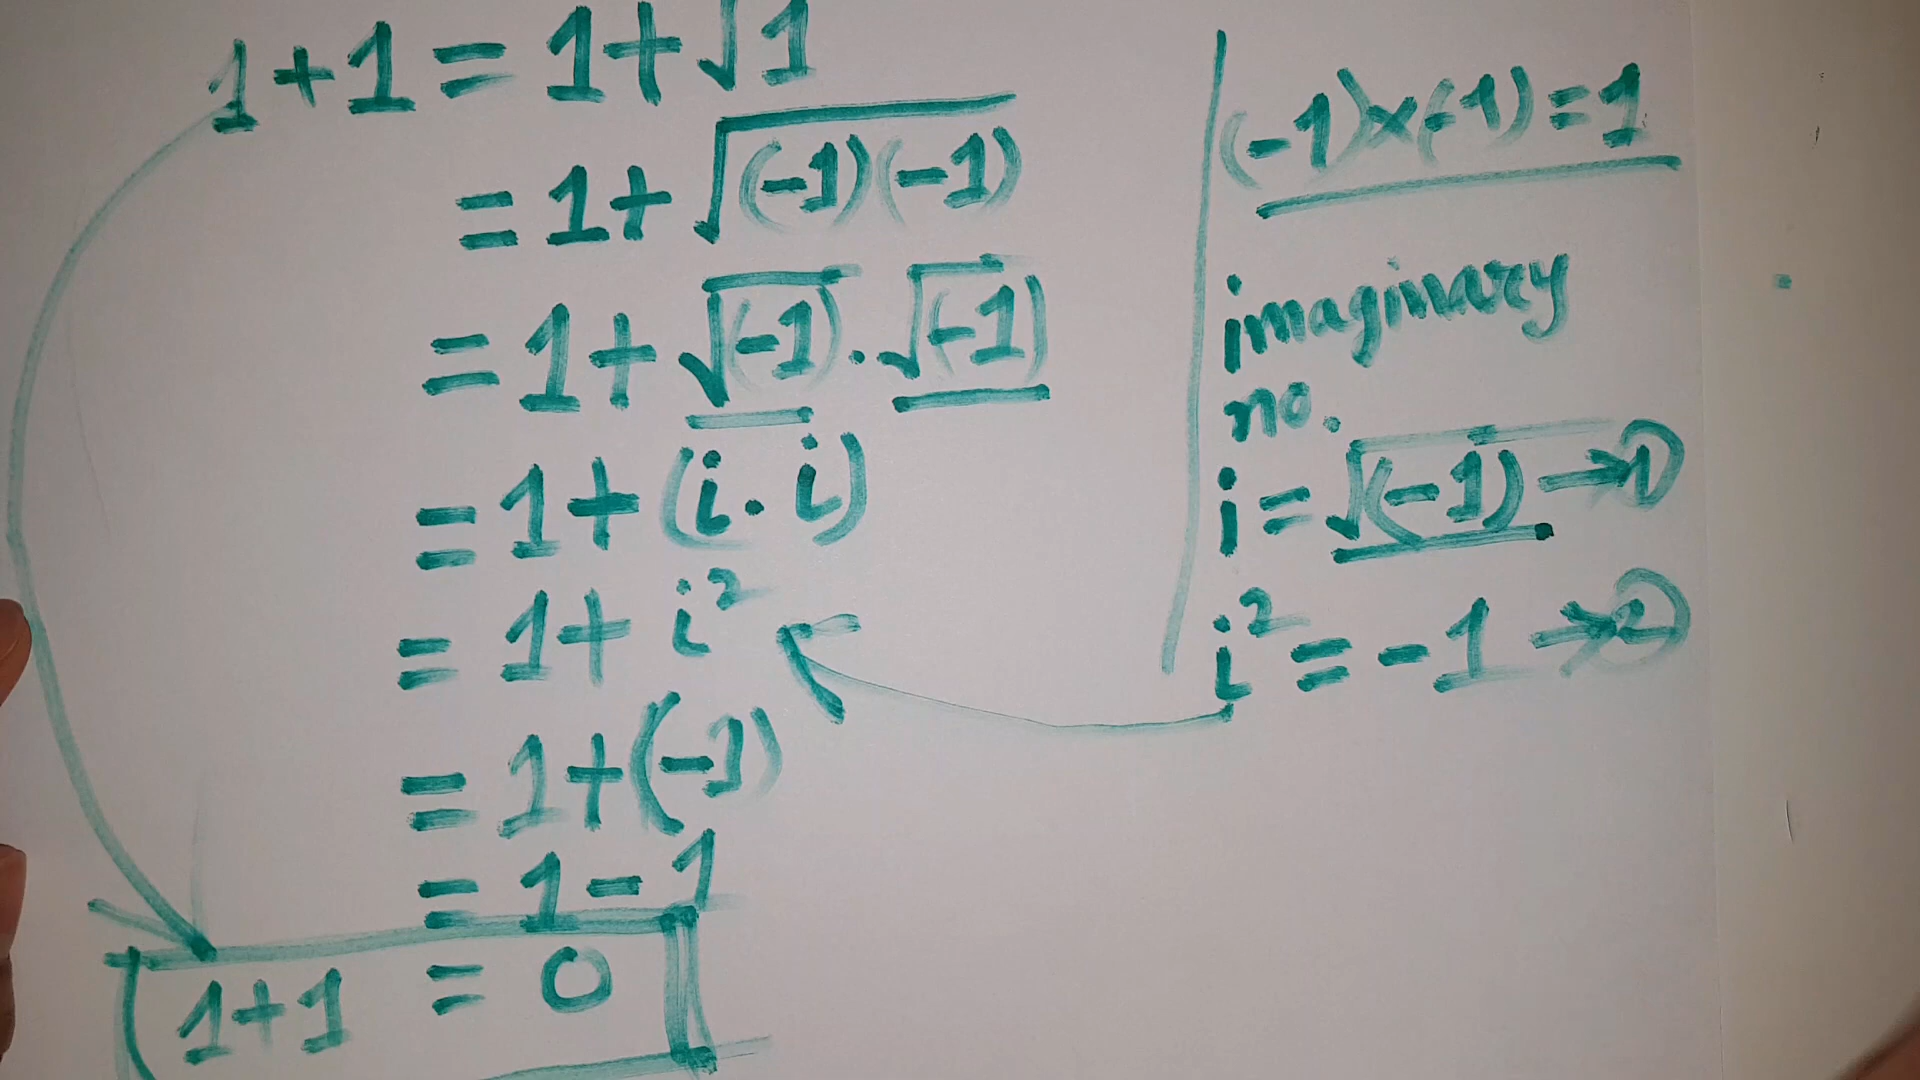 1+1 = 1+√1
= 1+√(-1)(-1)
= 1+√(-1).√(-1)
= 1+(i.i)
= 1+i²
= 1+(-1)
= 1-1
1+1 = 0
(-1)×(-1)=1
imaginary
no.
i=√(-1)→①
i²=-1→②